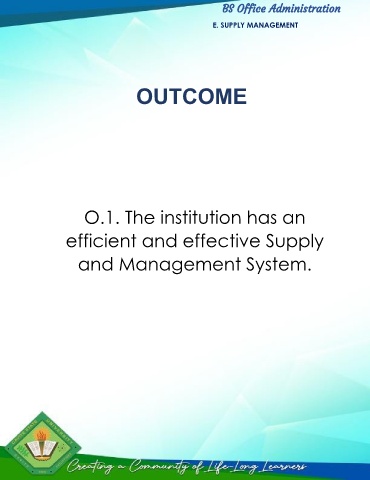 BS Office Administration
E. SUPPLY MANAGEMENT
OUTCOME
O.1. The institution has an
efficient and effective Supply
and Management System.
Creating a Community of Life-Long Learners